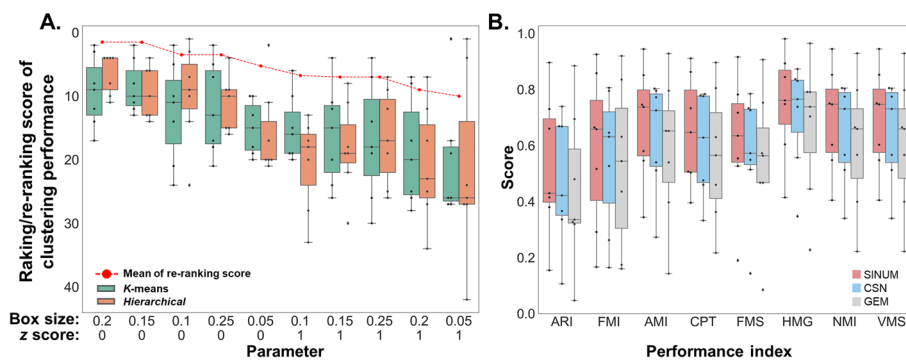 A.
Raking/re-ranking score of
clustering performance
0
10
20
30
40
Mean of re-ranking score
K-means
Hierarchical
Box size: 0.2 0.15 0.1 0.25 0.05 0.1 0.15 0.25 0.2 0.05
z score: 0 0 0 0 0 1 1 1 1 1
Parameter
B.
Score
1.0
0.8
0.6
0.4
0.2
0.0
SINUM
CSN
GEM
ARI FMI AMI CPT FMS HMG NMI VMS
Performance index